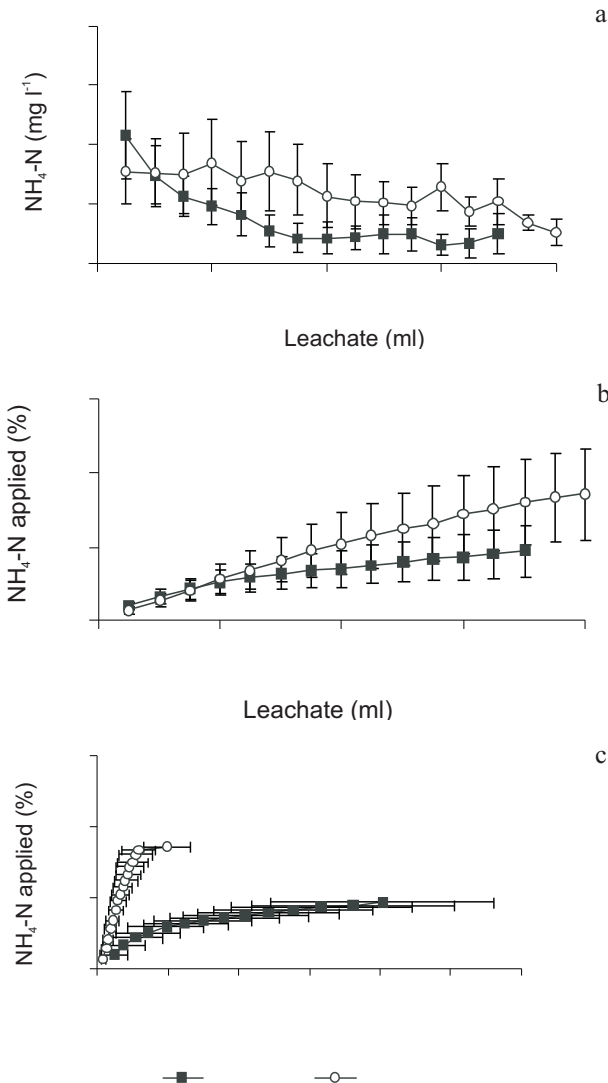 a
NH₄-N (mg l⁻¹)
Leachate (ml)
b
NH₄-N applied (%)
Leachate (ml)
c
NH₄-N applied (%)